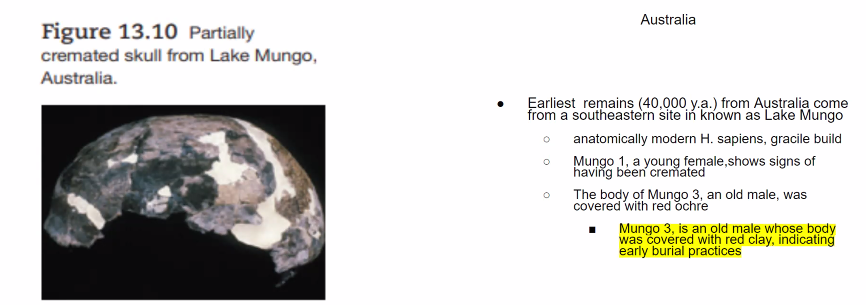 Figure 13.10 Partially
cremated skull from Lake Mungo,
Australia.
Australia
● Earliest remains (40,000 y.a.) from Australia come
from a southeastern site in known as Lake Mungo
○ anatomically modern H. sapiens, gracile build
○ Mungo 1, a young female,shows signs of
having been cremated
○ The body of Mungo 3, an old male, was
covered with red ochre
■ Mungo 3, is an old male whose body
was covered with red clay, indicating
early burial practices